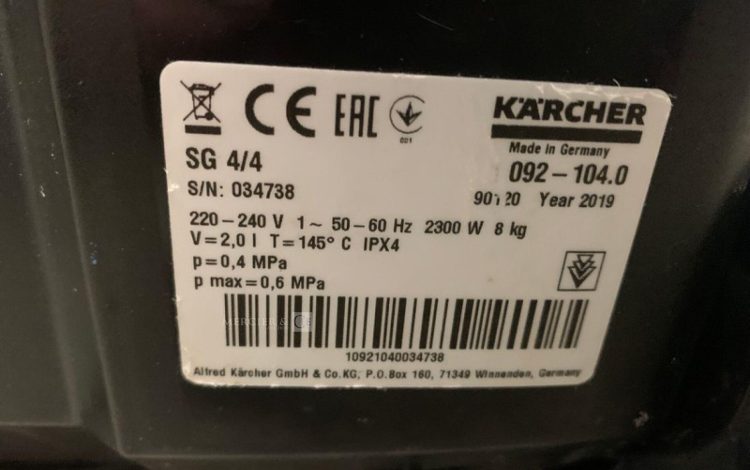 CE EAC
001
KÄRCHER
Made in Germany
SG 4/4
092-104.0
S/N: 034738
Year 2019
220-240 V 1~ 50-60 Hz 2300 W 8 kg
V=2,0 l T=145° C IPX4
p=0,4 MPa
p max=0,6 MPa
MERCIER &
10921040034738
Alfred Kärcher GmbH & Co.KG, P.O.Box 160, 71349 Winnenden, Germany